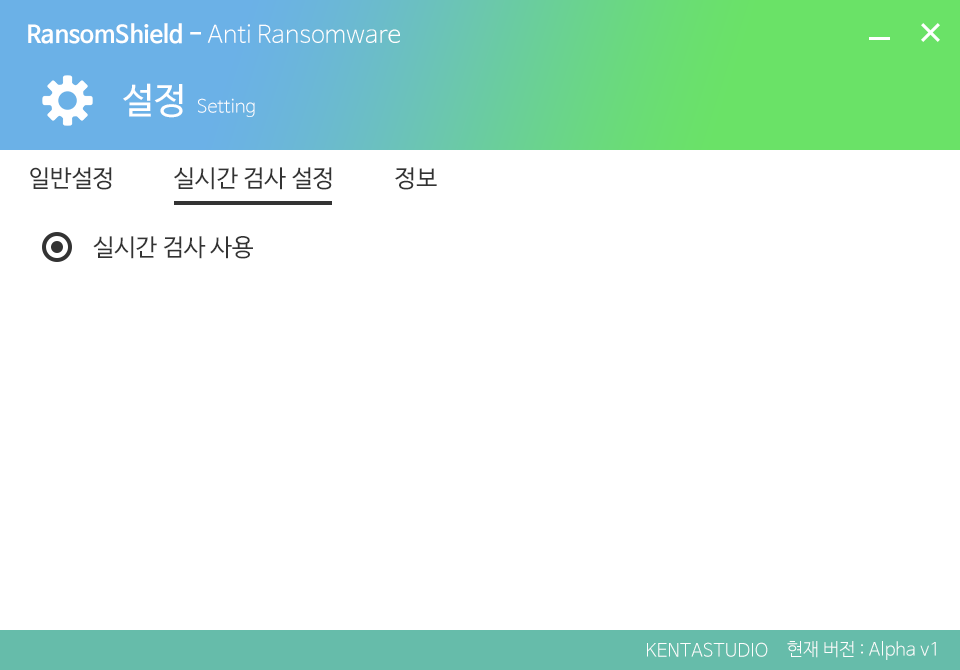 RansomShield - Anti Ransomware
설정 Setting
일반설정 실시간 검사 설정 정보
실시간 검사 사용
KENTASTUDIO 현재 버전 : Alpha v1